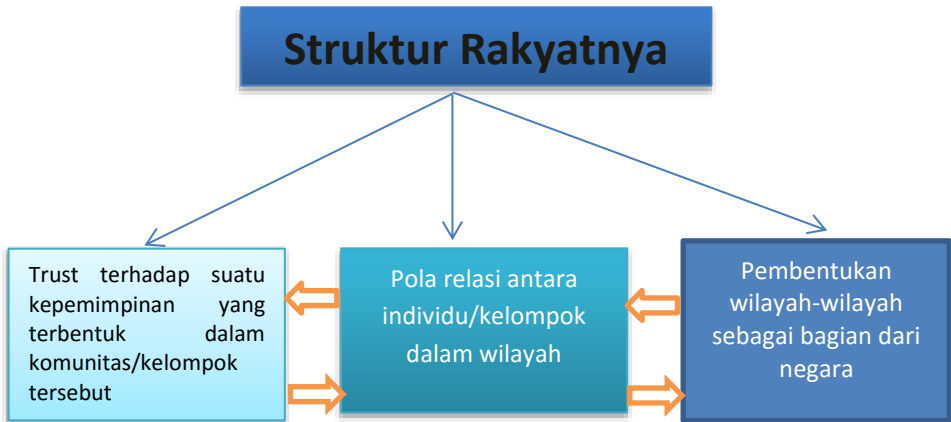 Struktur Rakyatnya
Trust terhadap suatu
kepemimpinan yang
terbentuk dalam
komunitas/kelompok
tersebut
Pola relasi antara
individu/kelompok
dalam wilayah
Pembentukan
wilayah-wilayah
sebagai bagian dari
negara